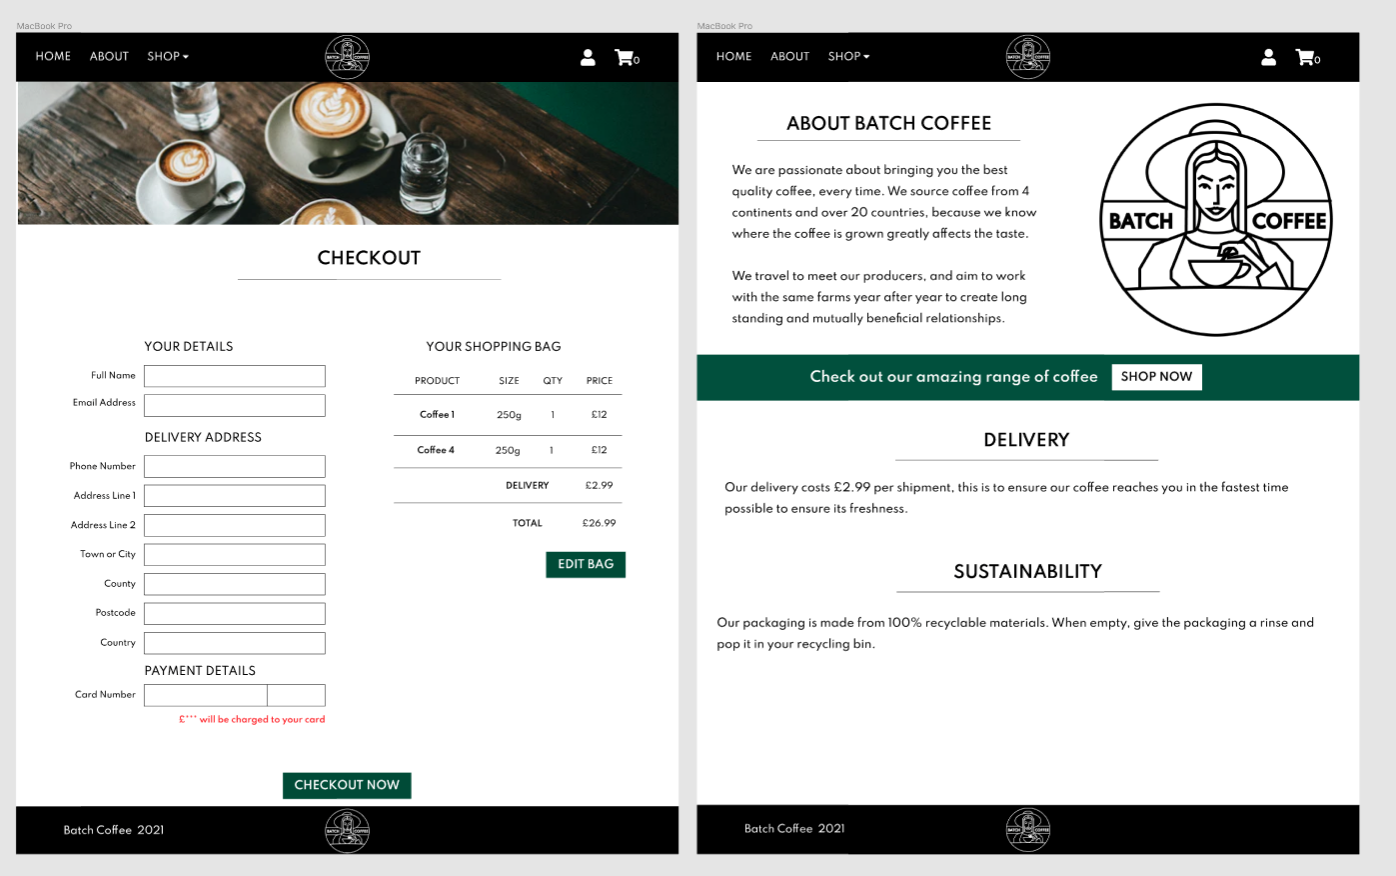 MacBook Pro
HOME ABOUT SHOP
BATCH COFFEE
0
CHECKOUT
YOUR DETAILS
Full Name
Email Address
DELIVERY ADDRESS
Phone Number
Address Line 1
Address Line 2
Town or City
County
Postcode
Country
PAYMENT DETAILS
Card Number
£*** will be charged to your card
YOUR SHOPPING BAG
PRODUCT SIZE QTY PRICE
Coffee 1 250g 1 £12
Coffee 4 250g 1 £12
DELIVERY £2.99
TOTAL £26.99
EDIT BAG
CHECKOUT NOW
Batch Coffee 2021
BATCH COFFEE
MacBook Pro
HOME ABOUT SHOP
BATCH COFFEE
0
ABOUT BATCH COFFEE
We are passionate about bringing you the best
quality coffee, every time. We source coffee from 4
continents and over 20 countries, because we know
where the coffee is grown greatly affects the taste.
We travel to meet our producers, and aim to work
with the same farms year after year to create long
standing and mutually beneficial relationships.
BATCH COFFEE
Check out our amazing range of coffee SHOP NOW
DELIVERY
Our delivery costs £2.99 per shipment, this is to ensure our coffee reaches you in the fastest time
possible to ensure its freshness.
SUSTAINABILITY
Our packaging is made from 100% recyclable materials. When empty, give the packaging a rinse and
pop it in your recycling bin.
Batch Coffee 2021
BATCH COFFEE